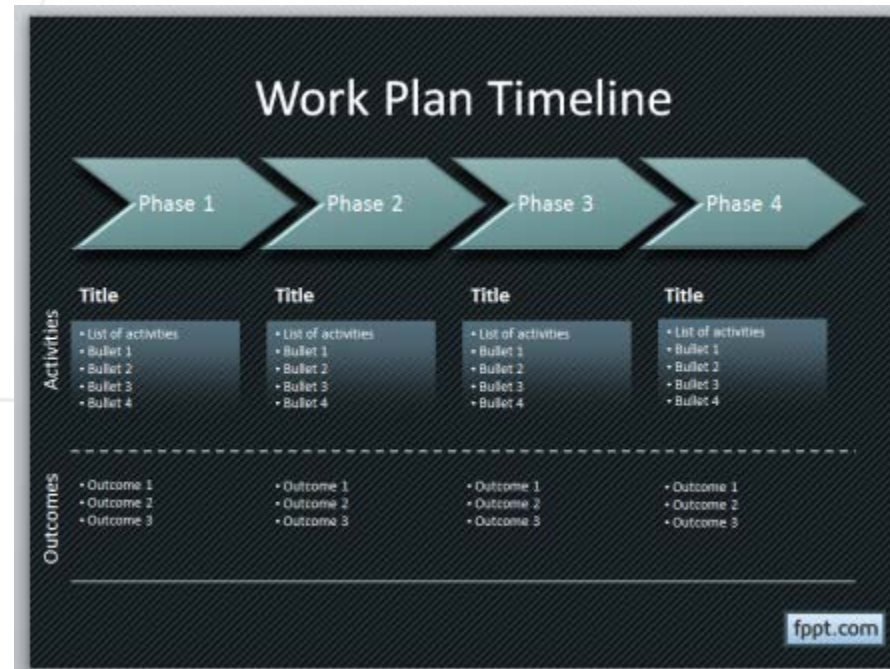 Work Plan Timeline
Phase 1
Phase 2
Phase 3
Phase 4
Activities
Title
• List of activities
• Bullet 1
• Bullet 2
• Bullet 3
• Bullet 4
Title
• List of activities
• Bullet 1
• Bullet 2
• Bullet 3
• Bullet 4
Title
• List of activities
• Bullet 1
• Bullet 2
• Bullet 3
• Bullet 4
Title
• List of activities
• Bullet 1
• Bullet 2
• Bullet 3
• Bullet 4
Outcomes
• Outcome 1
• Outcome 2
• Outcome 3
• Outcome 1
• Outcome 2
• Outcome 3
• Outcome 1
• Outcome 2
• Outcome 3
• Outcome 1
• Outcome 2
• Outcome 3
fppt.com